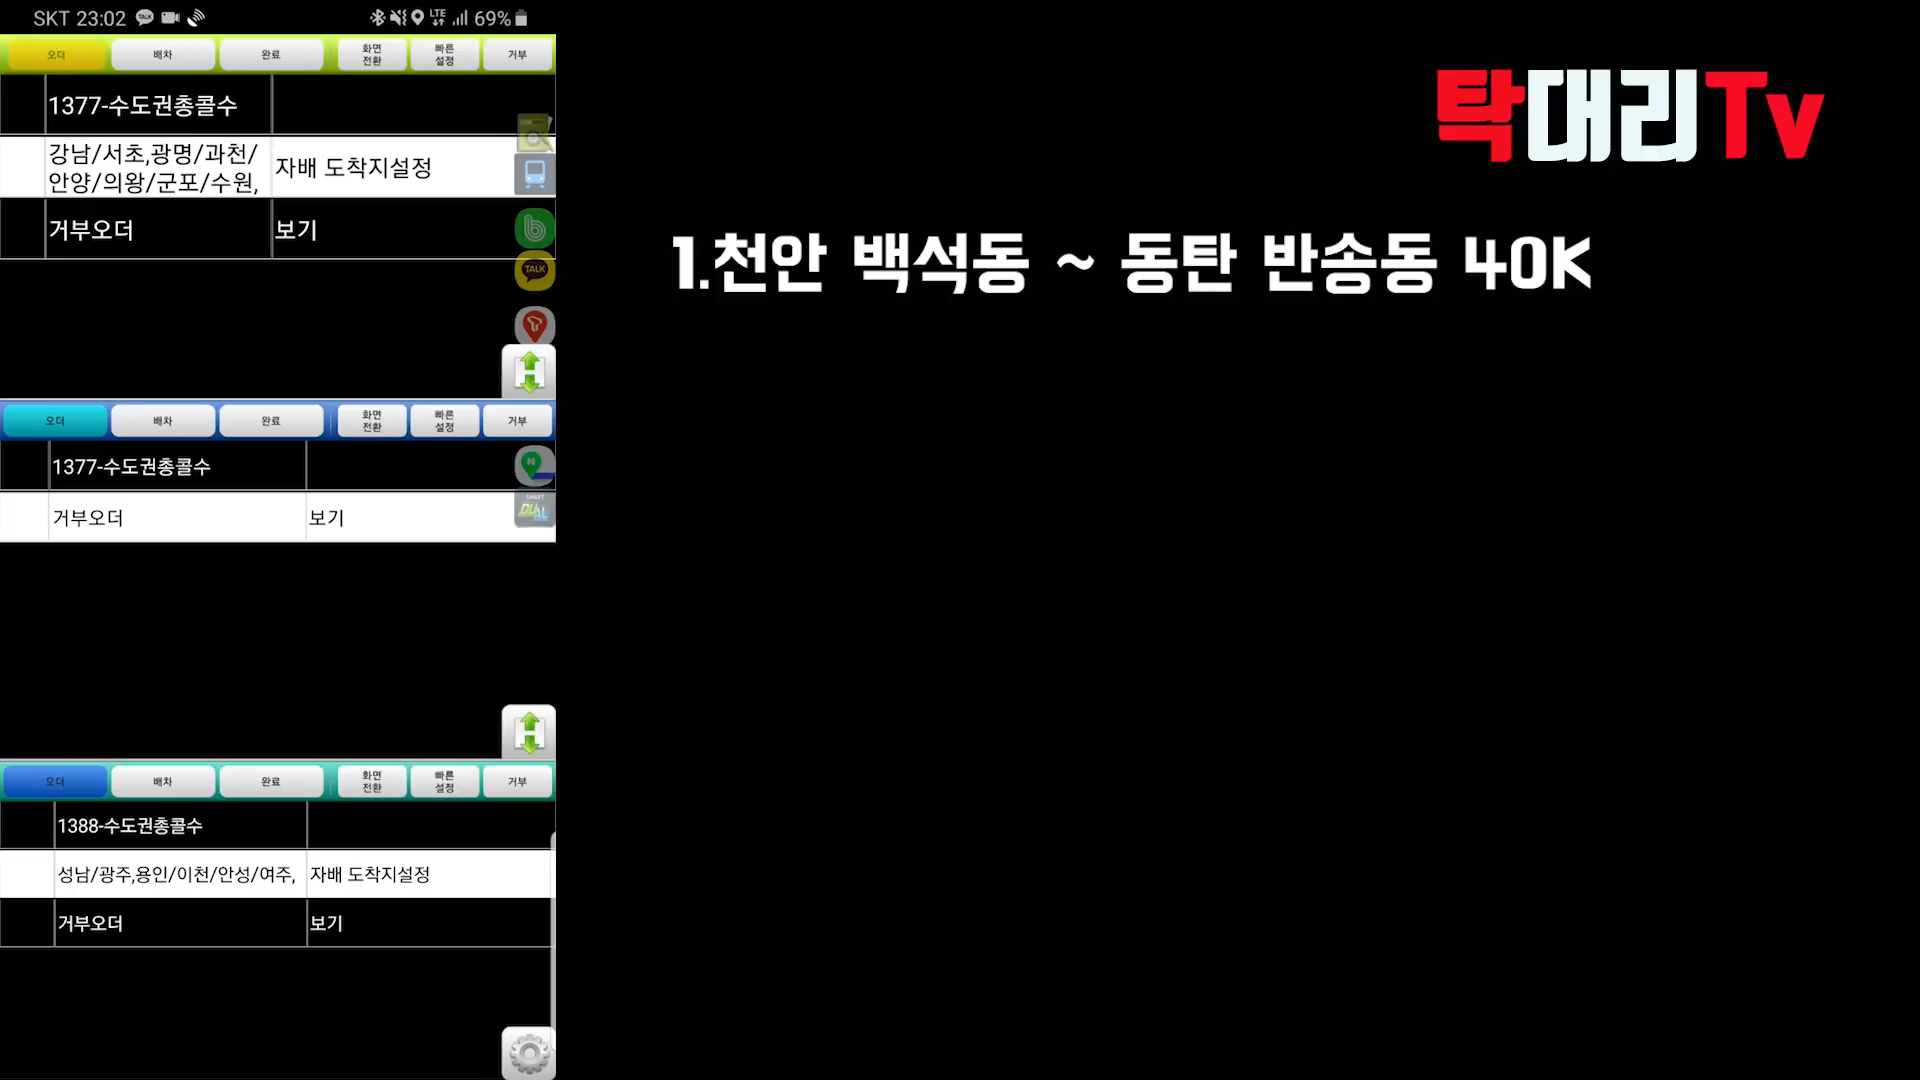 SKT 23:02 TALK LTE 69%
오더 배차 완료 화면 전환 빠른 설정 거부
1377-수도권총콜수
강남/서초,광명/과천/
안양/의왕/군포/수원,
자배 도착지설정
거부오더 보기
TALK
오더 배차 완료 화면 전환 빠른 설정 거부
1377-수도권총콜수
N
거부오더 보기
SMART
DUAL
오더 배차 완료 화면 전환 빠른 설정 거부
1388-수도권총콜수
성남/광주,용인/이천/안성/여주, 자배 도착지설정
거부오더 보기
탁대리Tv
1.천안 백석동 ~ 동탄 반송동 40K